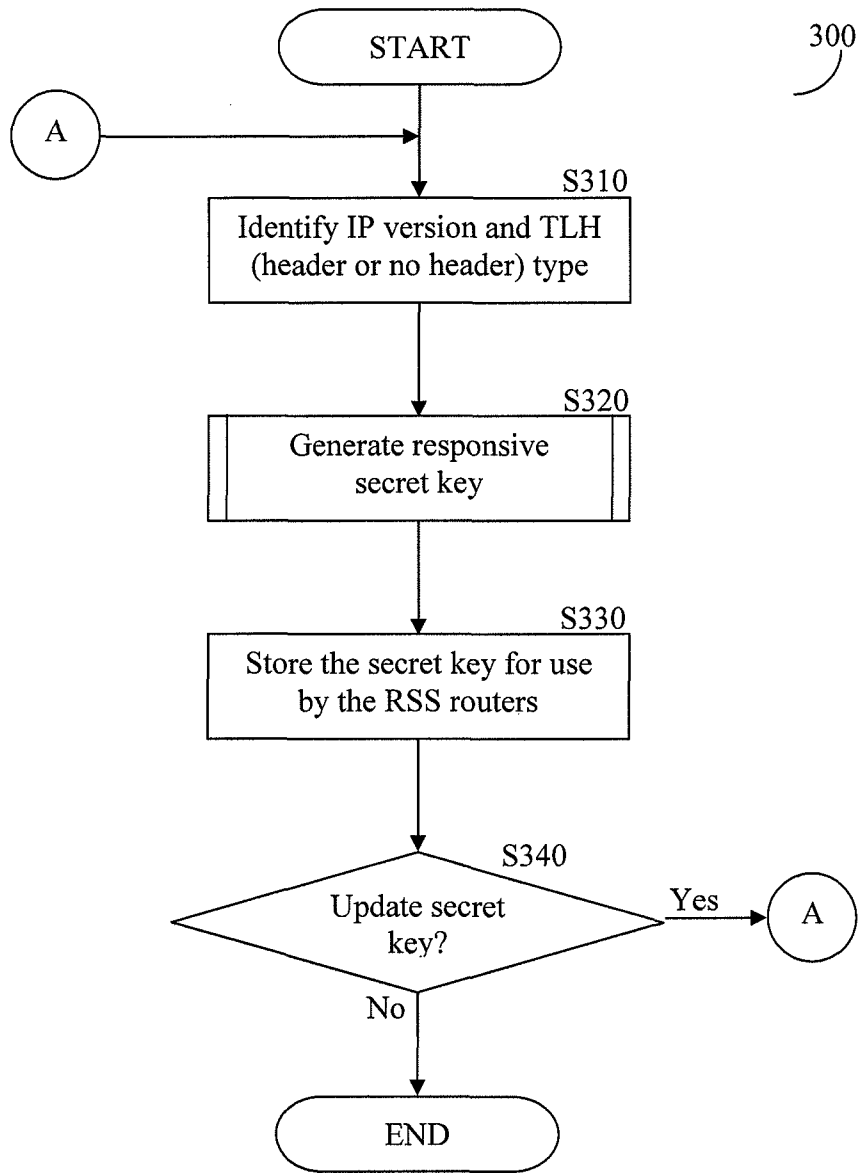 START
300
A
S310
Identify IP version and TLH
(header or no header) type
S320
Generate responsive
secret key
S330
Store the secret key for use
by the RSS routers
S340
Update secret
key?
Yes
A
No
END